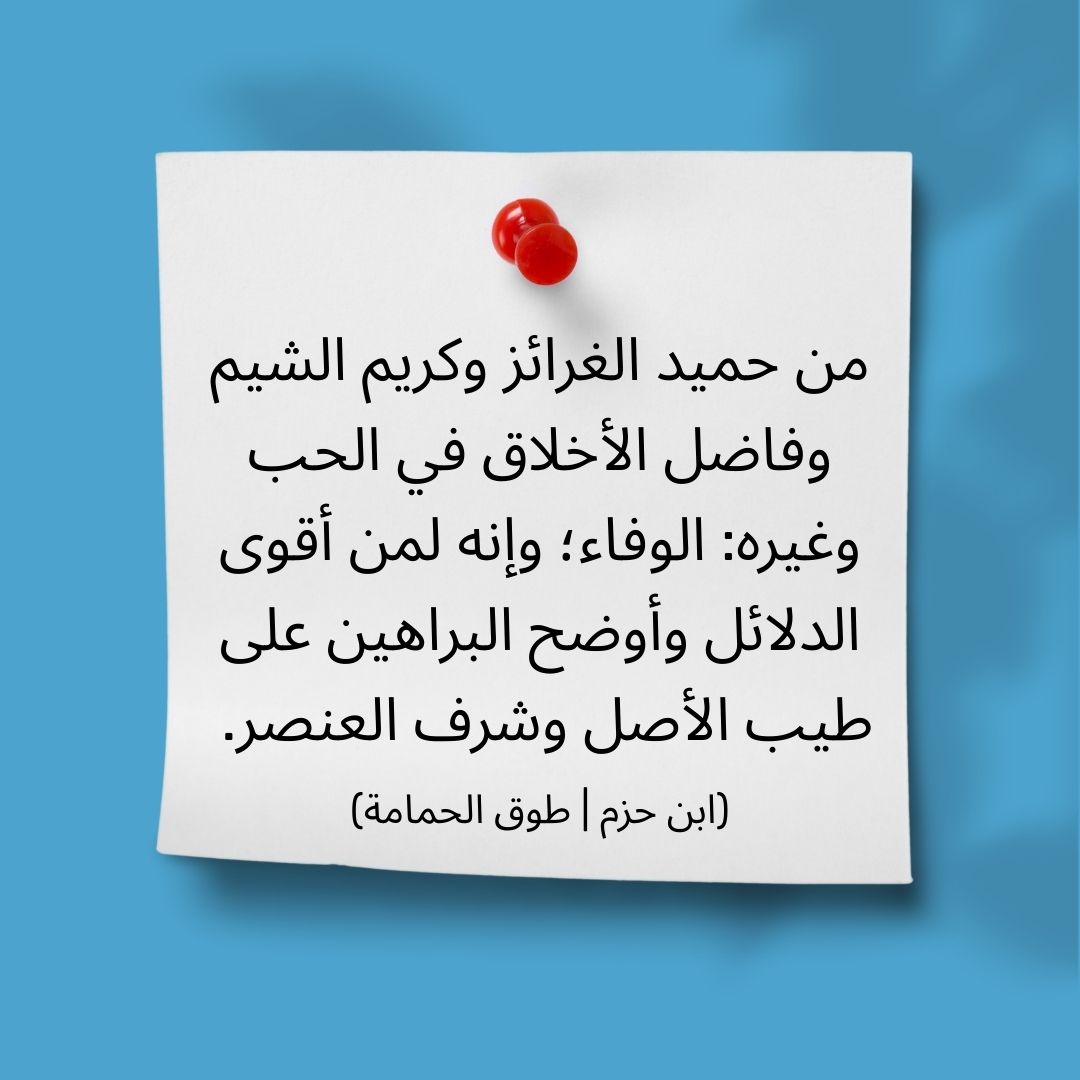 من حميد الغرائز وكريم الشيم
وفاضل الأخلاق في الحب
وغيره: الوفاء؛ وإنه لمن أقوى
الدلائل وأوضح البراهين على
طيب الأصل وشرف العنصر.
(ابن حزم | طوق الحمامة)